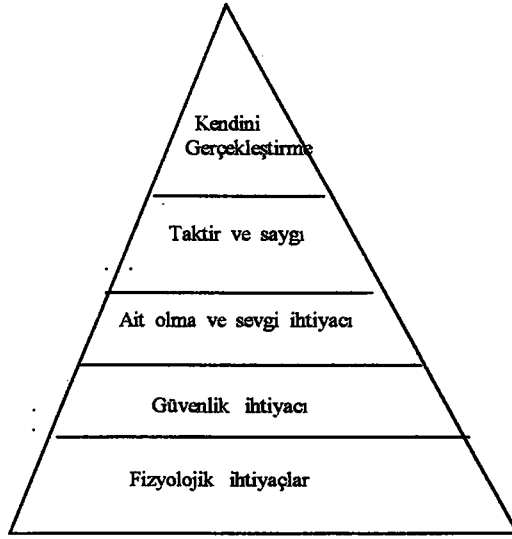 Kendini
Gerçekleştirme
Taktir ve saygı
Ait olma ve sevgi ihtiyacı
Güvenlik ihtiyacı
Fizyolojik ihtiyaçlar